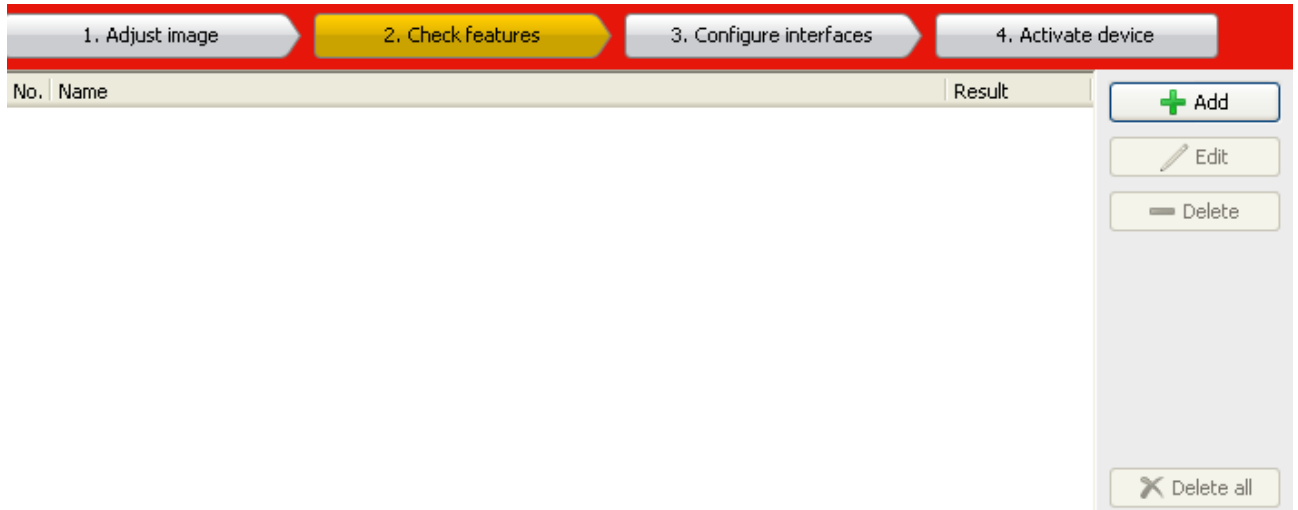 1. Adjust image 2. Check features 3. Configure interfaces 4. Activate device
No. Name Result
Add
Edit
Delete
Delete all